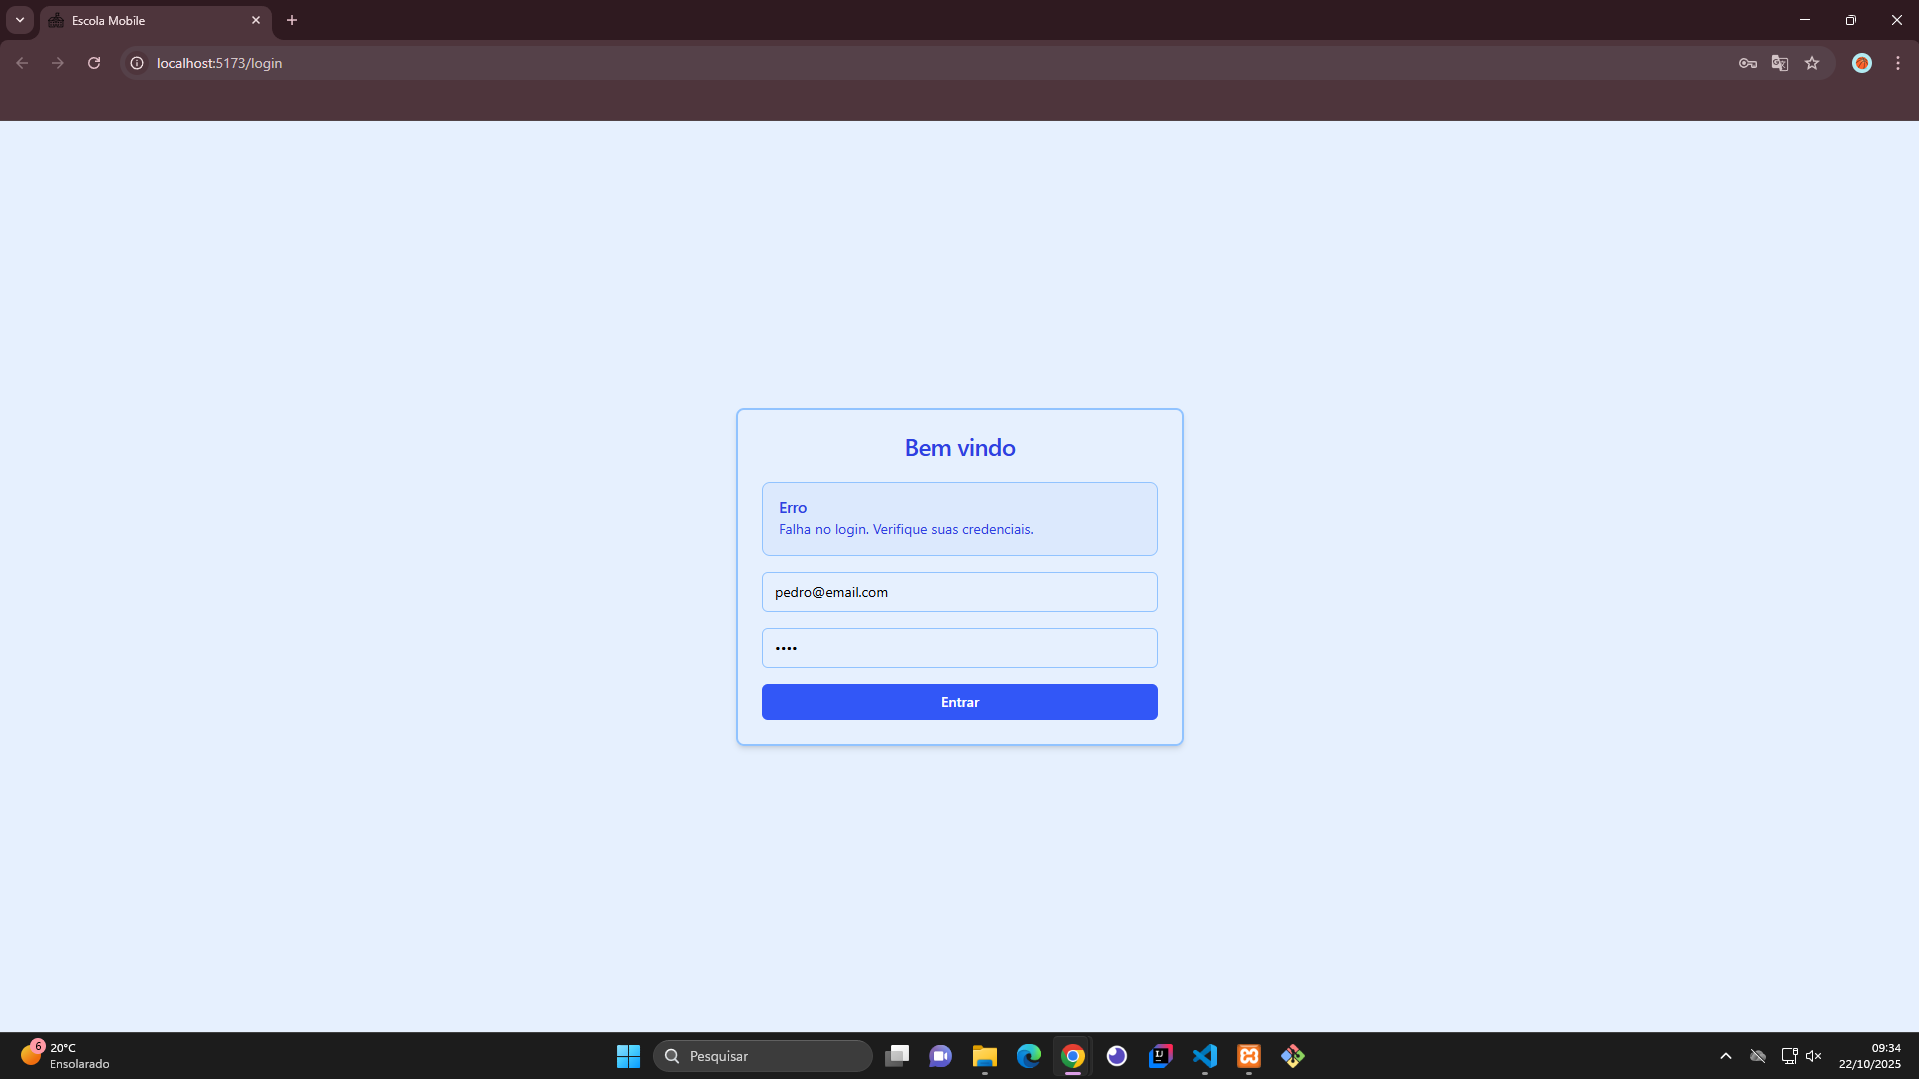 Escola Mobile
localhost:5173/login
Bem vindo
Erro
Falha no login. Verifique suas credenciais.
pedro@email.com
••••
Entrar
6
20°C
Ensolarado
Pesquisar
09:34
22/10/2025